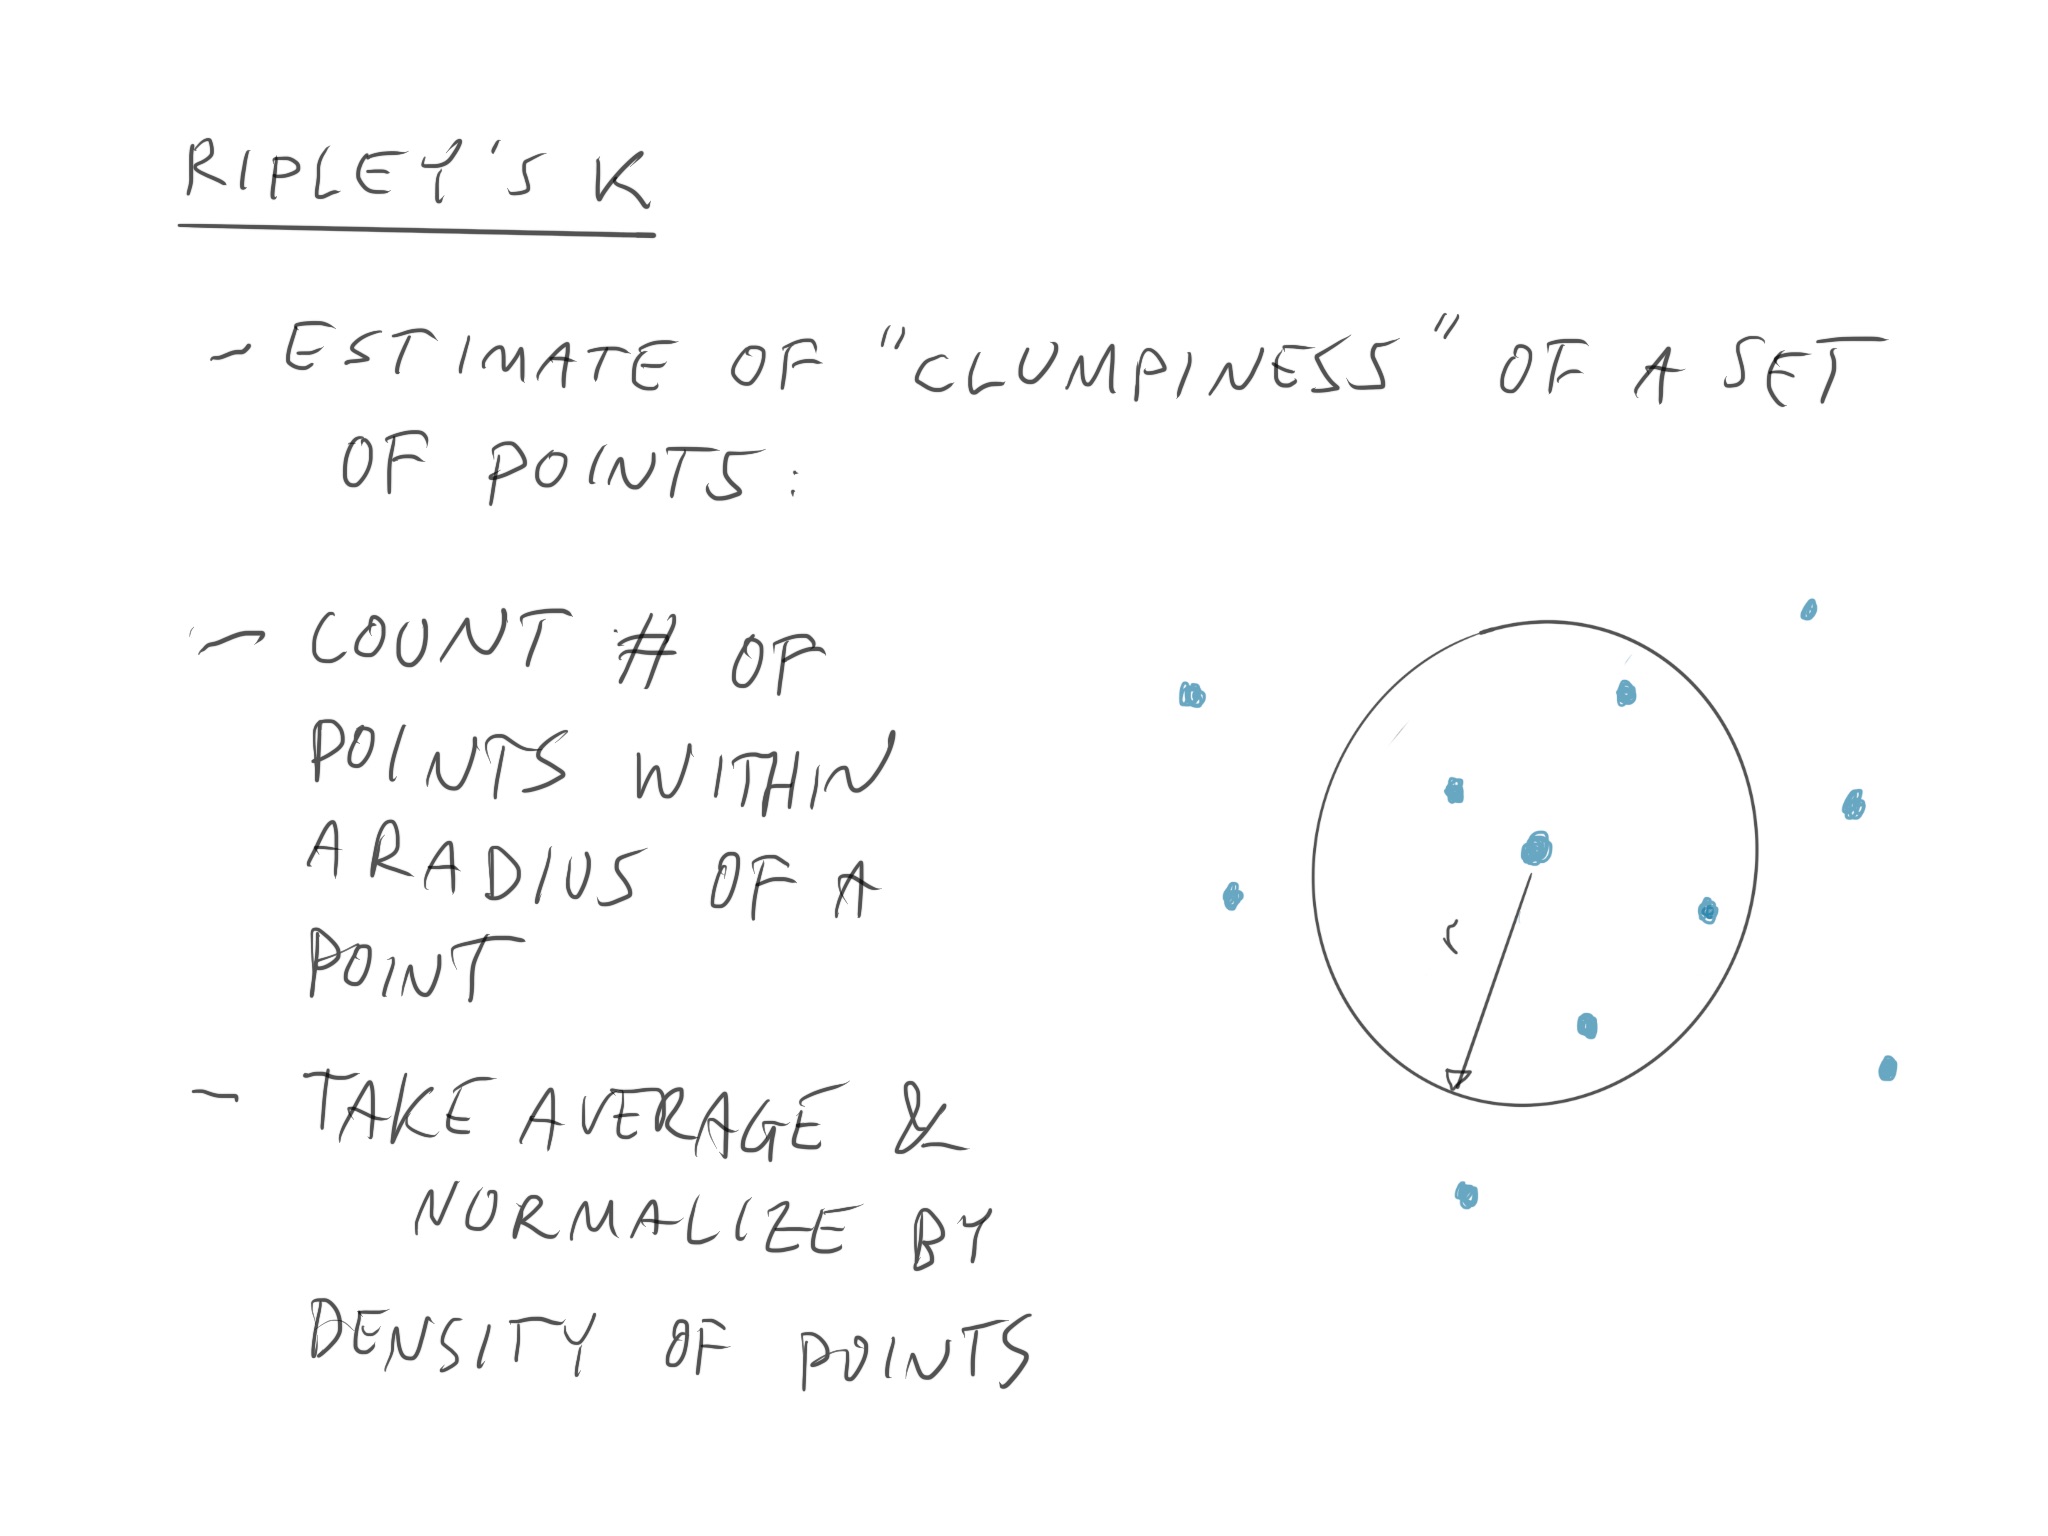 RIPLEY'S K
- ESTIMATE OF "CLUMPINESS" OF A SET
OF POINTS:
- COUNT # OF
POINTS WITHIN
A RADIUS OF A
POINT
- TAKE AVERAGE &
NORMALIZE BY
DENSITY OF POINTS
r